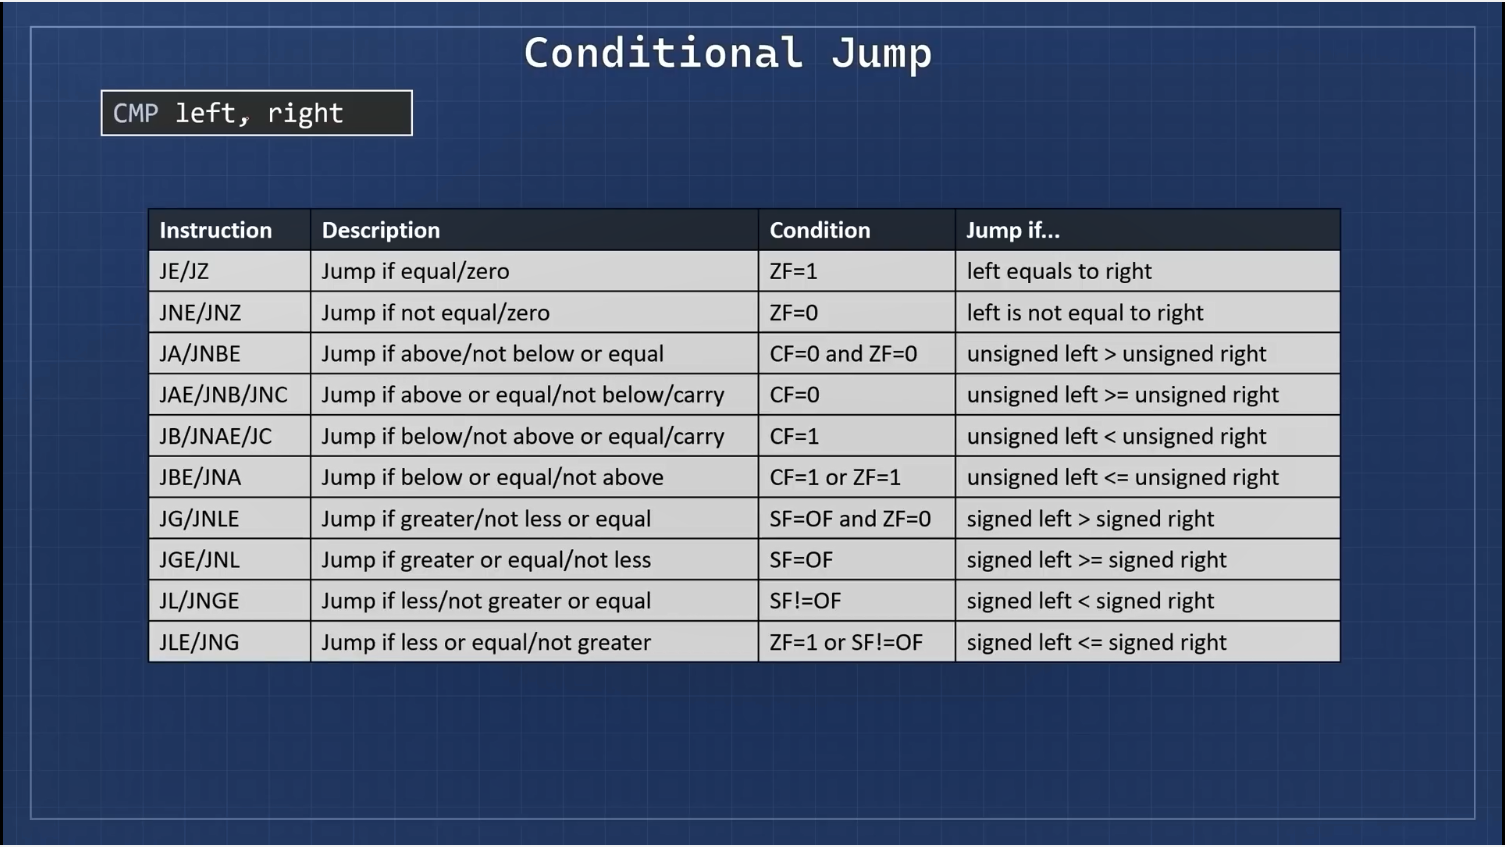 Conditional Jump
CMP left, right
Instruction Description Condition Jump if...
JE/JZ Jump if equal/zero ZF=1 left equals to right
JNE/JNZ Jump if not equal/zero ZF=0 left is not equal to right
JA/JNBE Jump if above/not below or equal CF=0 and ZF=0 unsigned left > unsigned right
JAE/JNB/JNC Jump if above or equal/not below/carry CF=0 unsigned left >= unsigned right
JB/JNAE/JC Jump if below/not above or equal/carry CF=1 unsigned left < unsigned right
JBE/JNA Jump if below or equal/not above CF=1 or ZF=1 unsigned left <= unsigned right
JG/JNLE Jump if greater/not less or equal SF=OF and ZF=0 signed left > signed right
JGE/JNL Jump if greater or equal/not less SF=OF signed left >= signed right
JL/JNGE Jump if less/not greater or equal SF!=OF signed left < signed right
JLE/JNG Jump if less or equal/not greater ZF=1 or SF!=OF signed left <= signed right